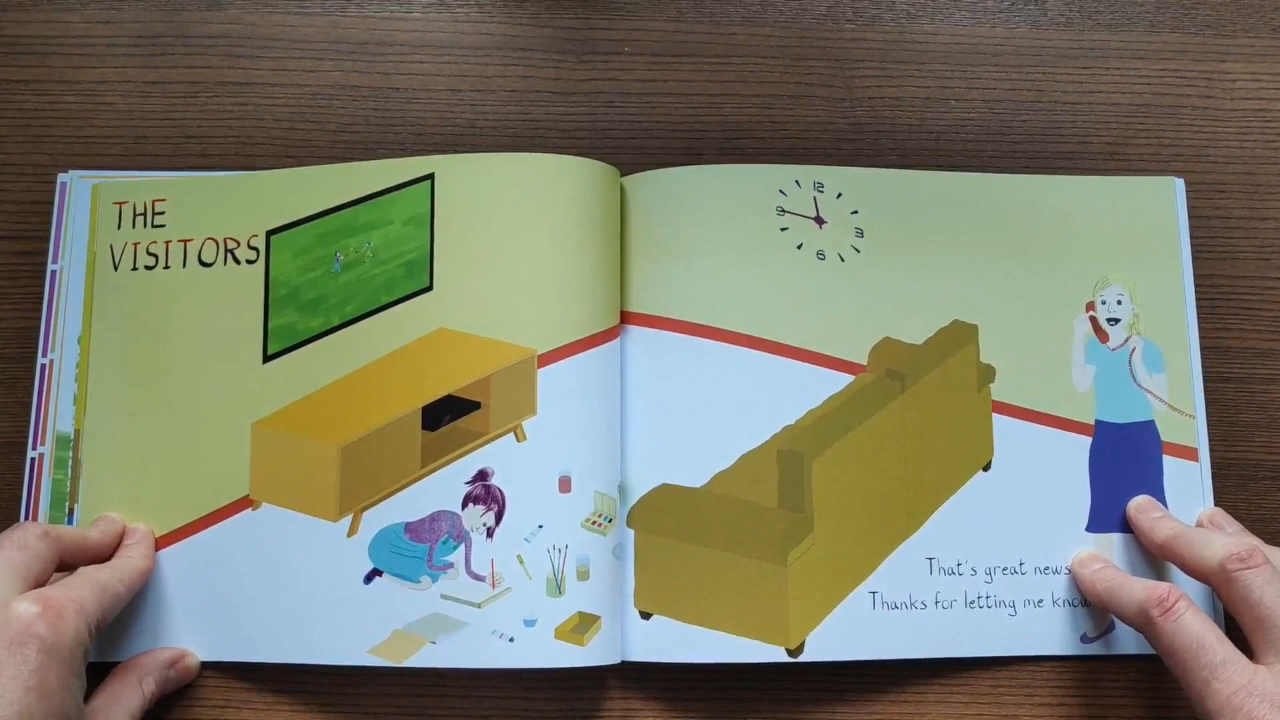 THE
VISITORS
12
9
3
6
That's great news
Thanks for letting me know